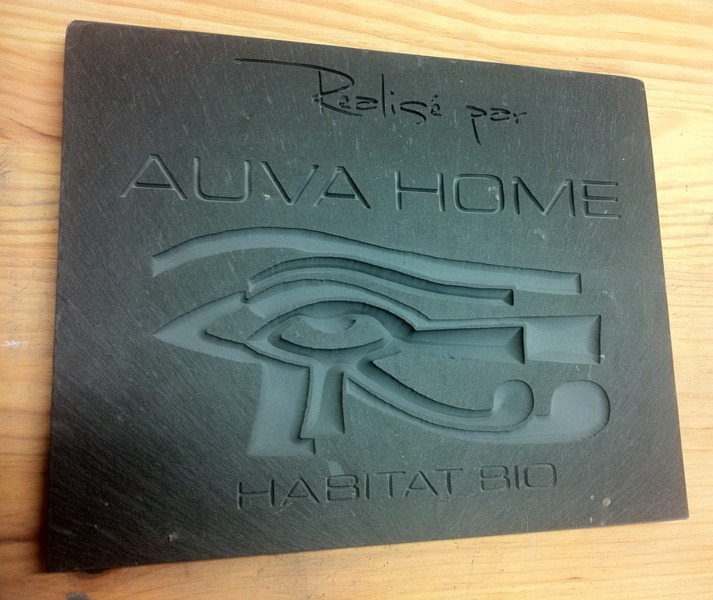 Réalisé par
AUVA HOME
HABITAT BIO